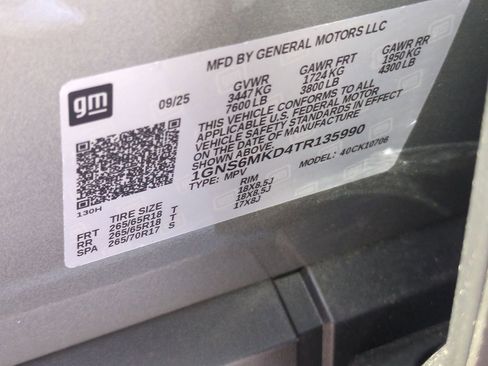 MFD BY GENERAL MOTORS LLC
gm
09/25
GVWR GAWR FRT GAWR RR
3447 KG 1724 KG 1950 KG
7600 LB 3800 LB 4300 LB
THIS VEHICLE CONFORMS TO ALL
APPLICABLE U.S. FEDERAL MOTOR
VEHICLE SAFETY STANDARDS IN
EFFECT ON THE DATE OF MANUFACTURE
SHOWN ABOVE.
1GNS6MKD4TR135990
TYPE: MPV MODEL: 40CK10706
130H
TIRE SIZE RIM
FRT 265/65R18 T 18X8.5J
RR 265/65R18 T 18X8.5J
SPA 265/70R17 S 17X8J